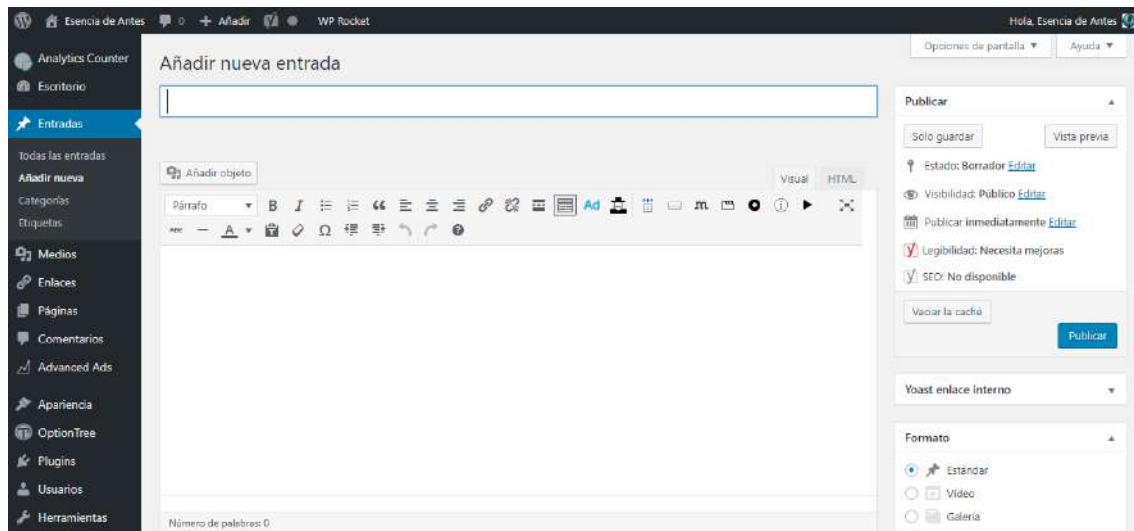 Esencia de Antes 0 Añadir WP Rocket Hola, Esencia de Antes
Analytics Counter
Escritorio
Entradas
Todas las entradas
Añadir nueva
Categorías
Etiquetas
Medios
Enlaces
Páginas
Comentarios
Advanced Ads
Apariencia
OptionTree
Plugins
Usuarios
Herramientas
Opciones de pantalla Ayuda
Añadir nueva entrada
Añadir objeto Visual HTML
Párrafo B I Ad m
ABC A Ω
Número de palabras: 0
Publicar
Solo guardar Vista previa
Estado: Borrador Editar
Visibilidad: Público Editar
Publicar inmediatamente Editar
Legibilidad: Necesita mejoras
SEO: No disponible
Vaciar la caché
Publicar
Yoast enlace interno
Formato
Estándar
Vídeo
Galería